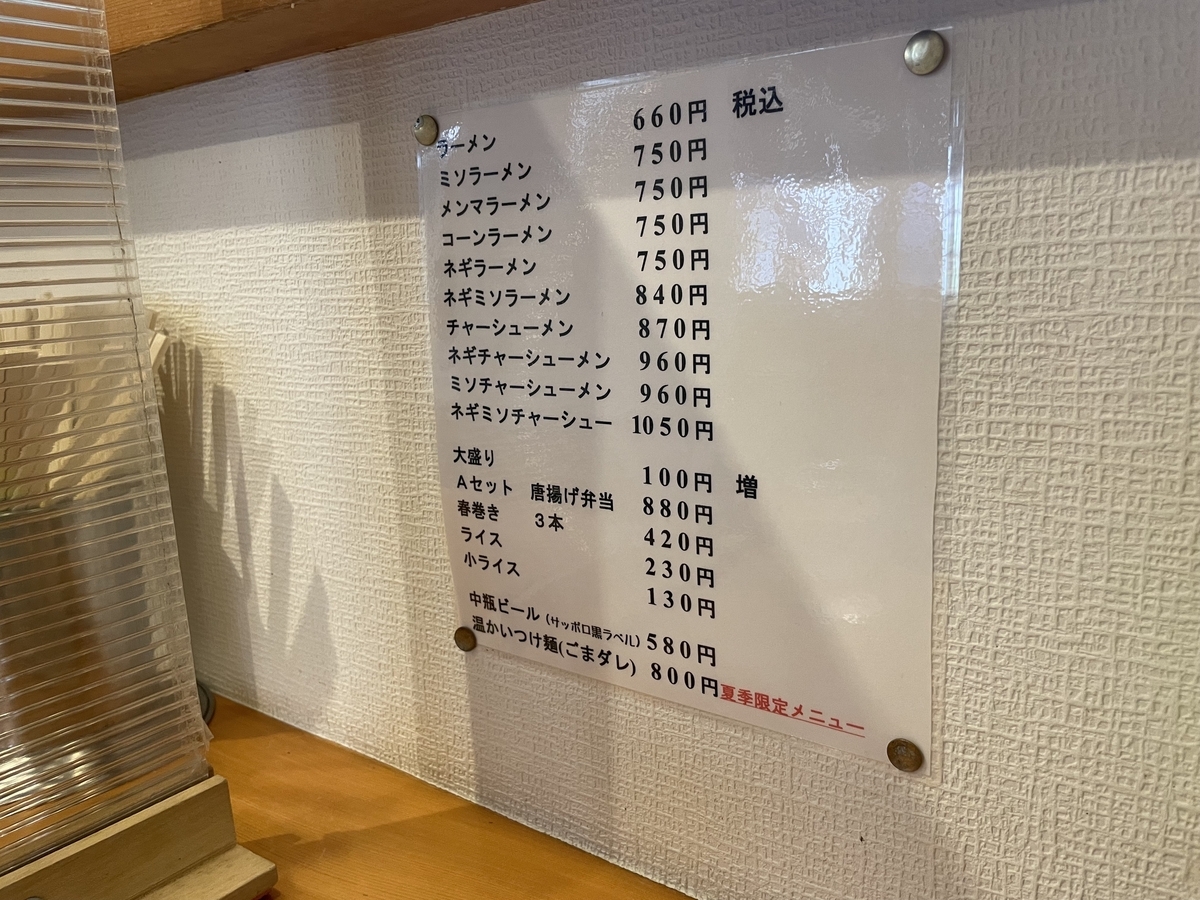 ラーメン 660円 税込
ミソラーメン 750円
メンマラーメン 750円
コーンラーメン 750円
ネギラーメン 750円
ネギミソラーメン 840円
チャーシューメン 870円
ネギチャーシューメン 960円
ミソチャーシューメン 960円
ネギミソチャーシュー 1050円
大盛り 100円 増
Aセット 唐揚げ弁当 880円
春巻き 3本 420円
ライス 230円
小ライス 130円
中瓶ビール(サッポロ黒ラベル) 580円
温かいつけ麺(ごまダレ) 800円 夏季限定メニュー